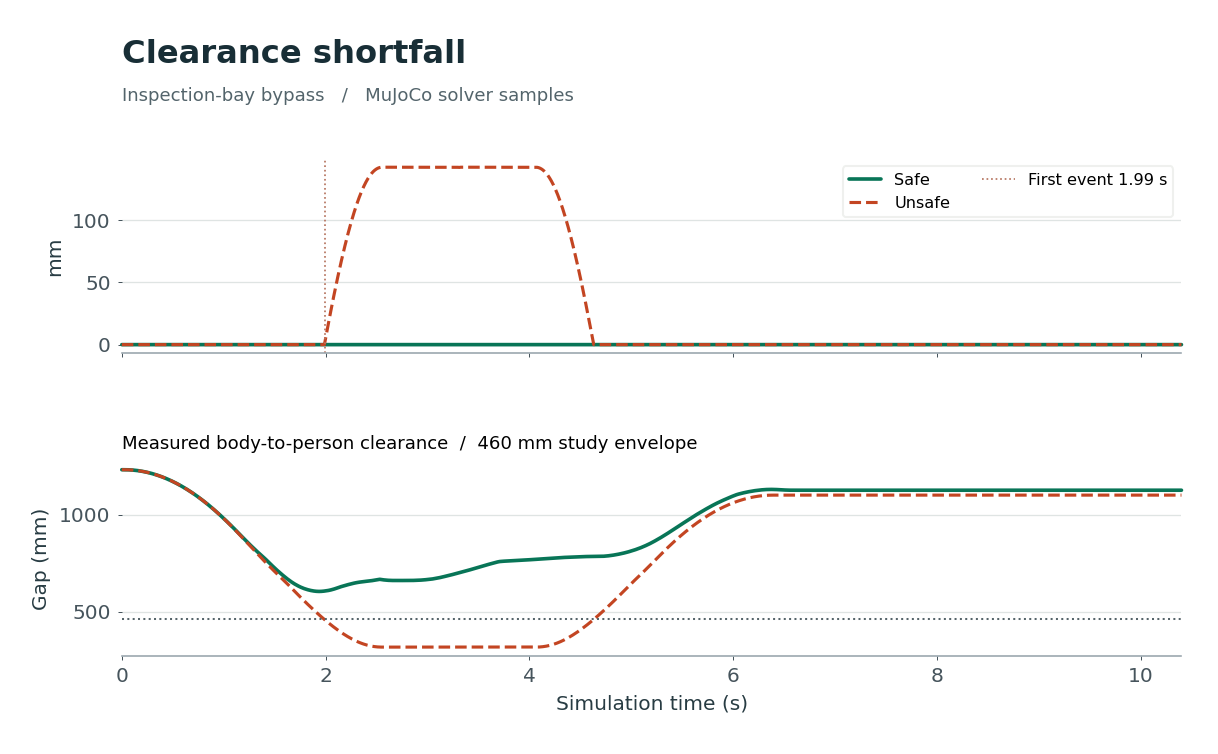 Clearance shortfall
Inspection-bay bypass / MuJoCo solver samples
Safe
Unsafe
First event 1.99 s
100
50
0
mm
Measured body-to-person clearance / 460 mm study envelope
1000
500
Gap (mm)
0 2 4 6 8 10
Simulation time (s)